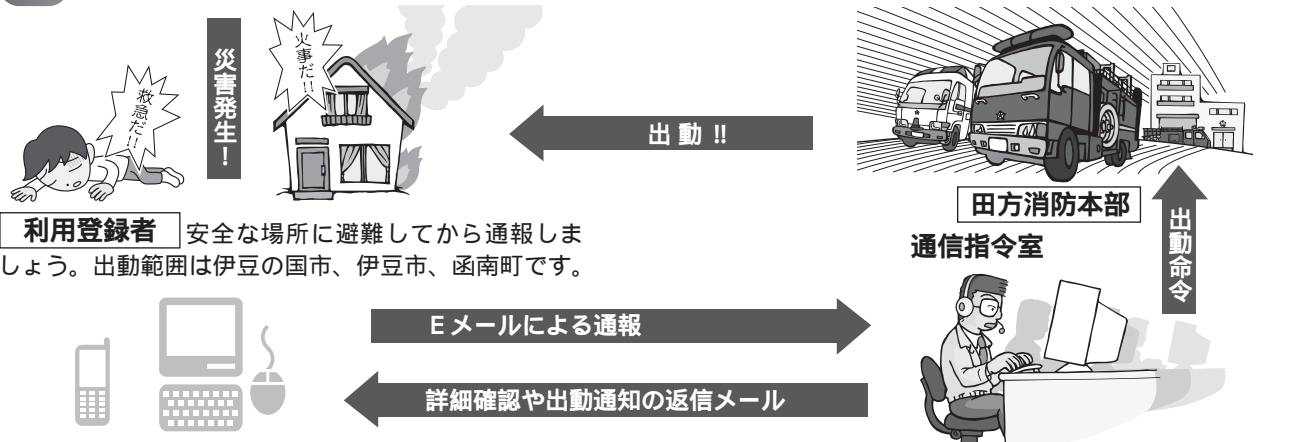 災害発生！
火事だ!!
救急だ!!
出動!!
田方消防本部
通信指令室
出動命令
利用登録者 安全な場所に避難してから通報しま
しょう。出動範囲は伊豆の国市、伊豆市、函南町です。
Eメールによる通報
詳細確認や出動通知の返信メール